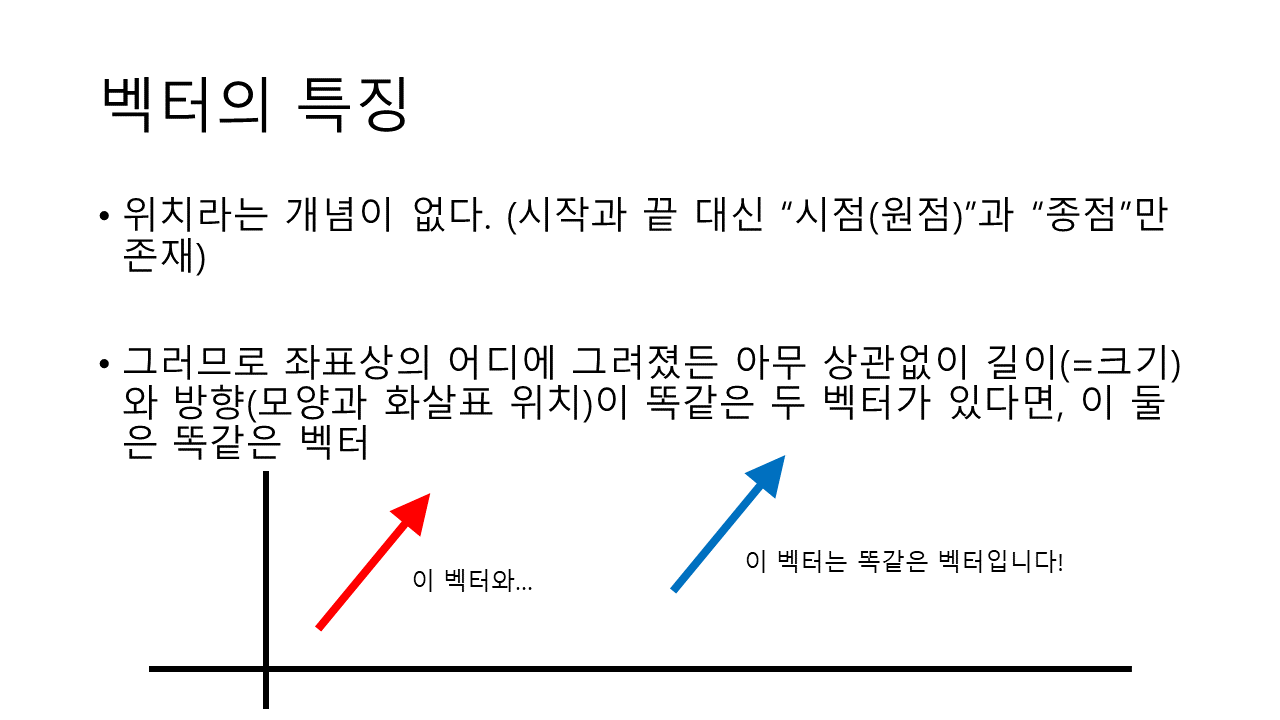 벡터의 특징
• 위치라는 개념이 없다. (시작과 끝 대신 “시점(원점)”과 “종점”만
존재)
• 그러므로 좌표상의 어디에 그려졌든 아무 상관없이 길이(=크기)
와 방향(모양과 화살표 위치)이 똑같은 두 벡터가 있다면, 이 둘
은 똑같은 벡터
이 벡터와...
이 벡터는 똑같은 벡터입니다!